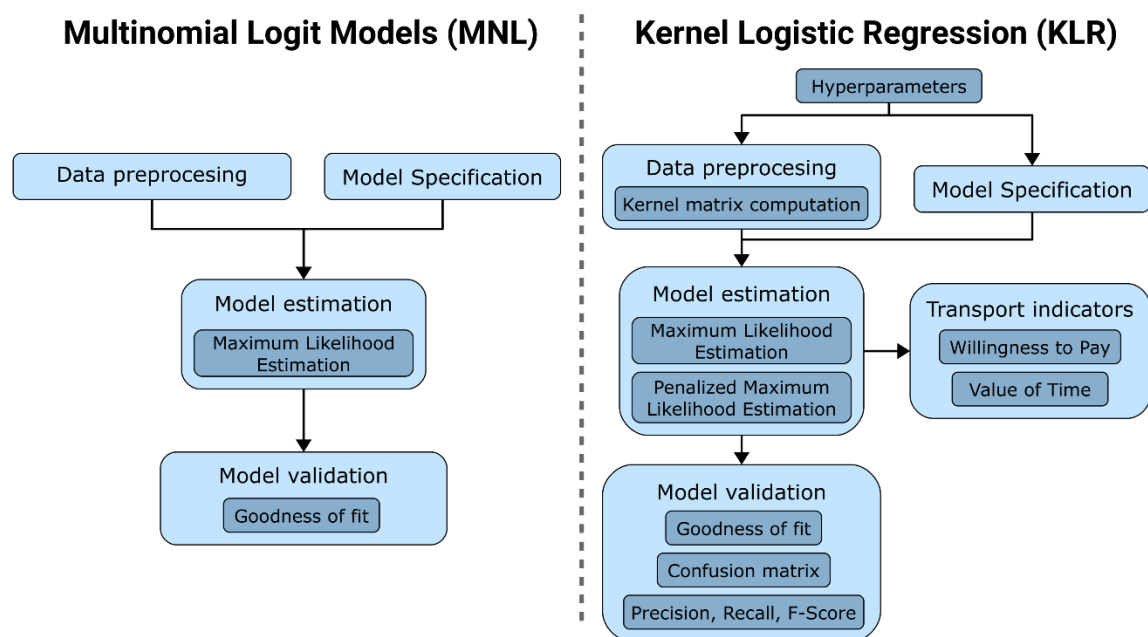 Multinomial Logit Models (MNL)
Data preprocesing
Model Specification
Model estimation
Maximum Likelihood
Estimation
Model validation
Goodness of fit
Kernel Logistic Regression (KLR)
Hyperparameters
Data preprocesing
Kernel matrix computation
Model Specification
Model estimation
Maximum Likelihood
Estimation
Penalized Maximum
Likelihood Estimation
Transport indicators
Willingness to Pay
Value of Time
Model validation
Goodness of fit
Confusion matrix
Precision, Recall, F-Score